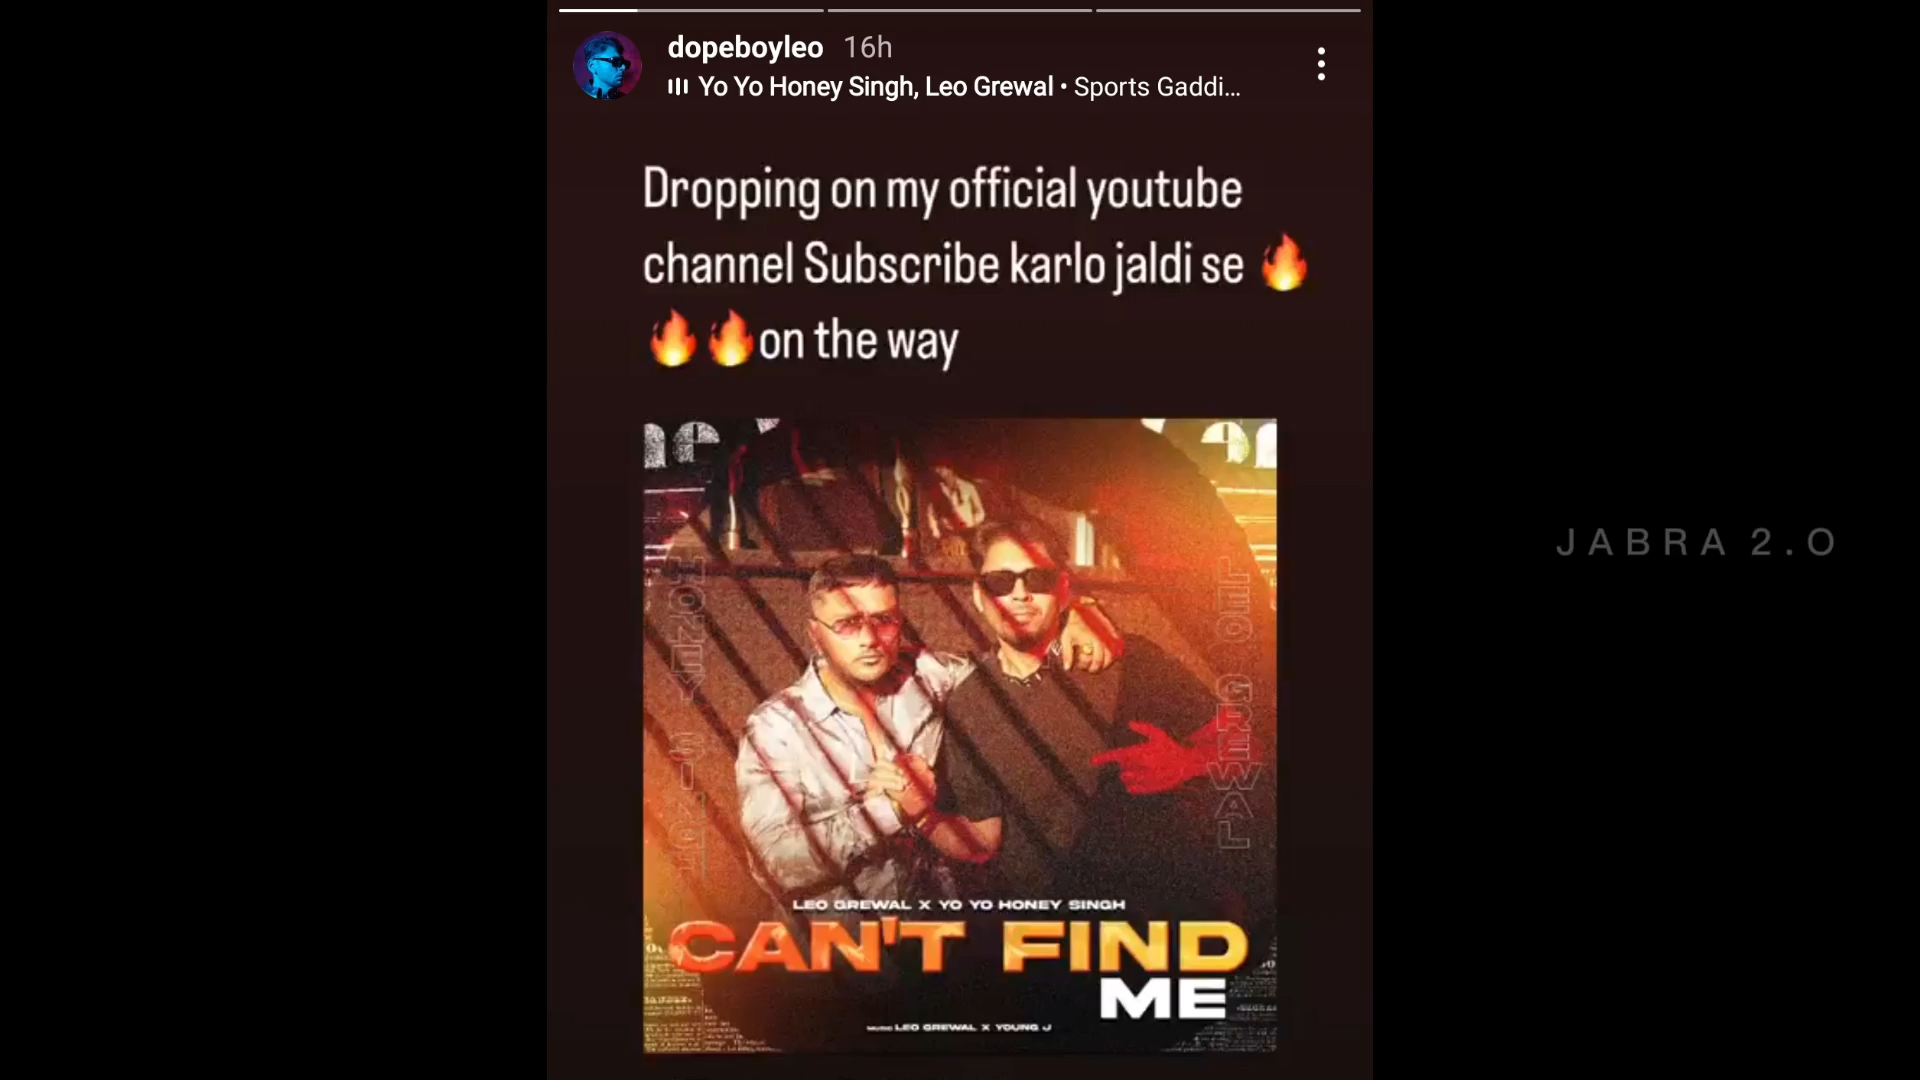 dopeboyleo 16h
Yo Yo Honey Singh, Leo Grewal • Sports Gaddi...
Dropping on my official youtube
channel Subscribe karlo jaldi se 🔥
🔥🔥on the way
HONEY SINGH
LEO GREWAL
LEO GREWAL X YO YO HONEY SINGH
CAN'T FIND
ME
MUSIC LEO GREWAL X YOUNG J
JABRA 2.O